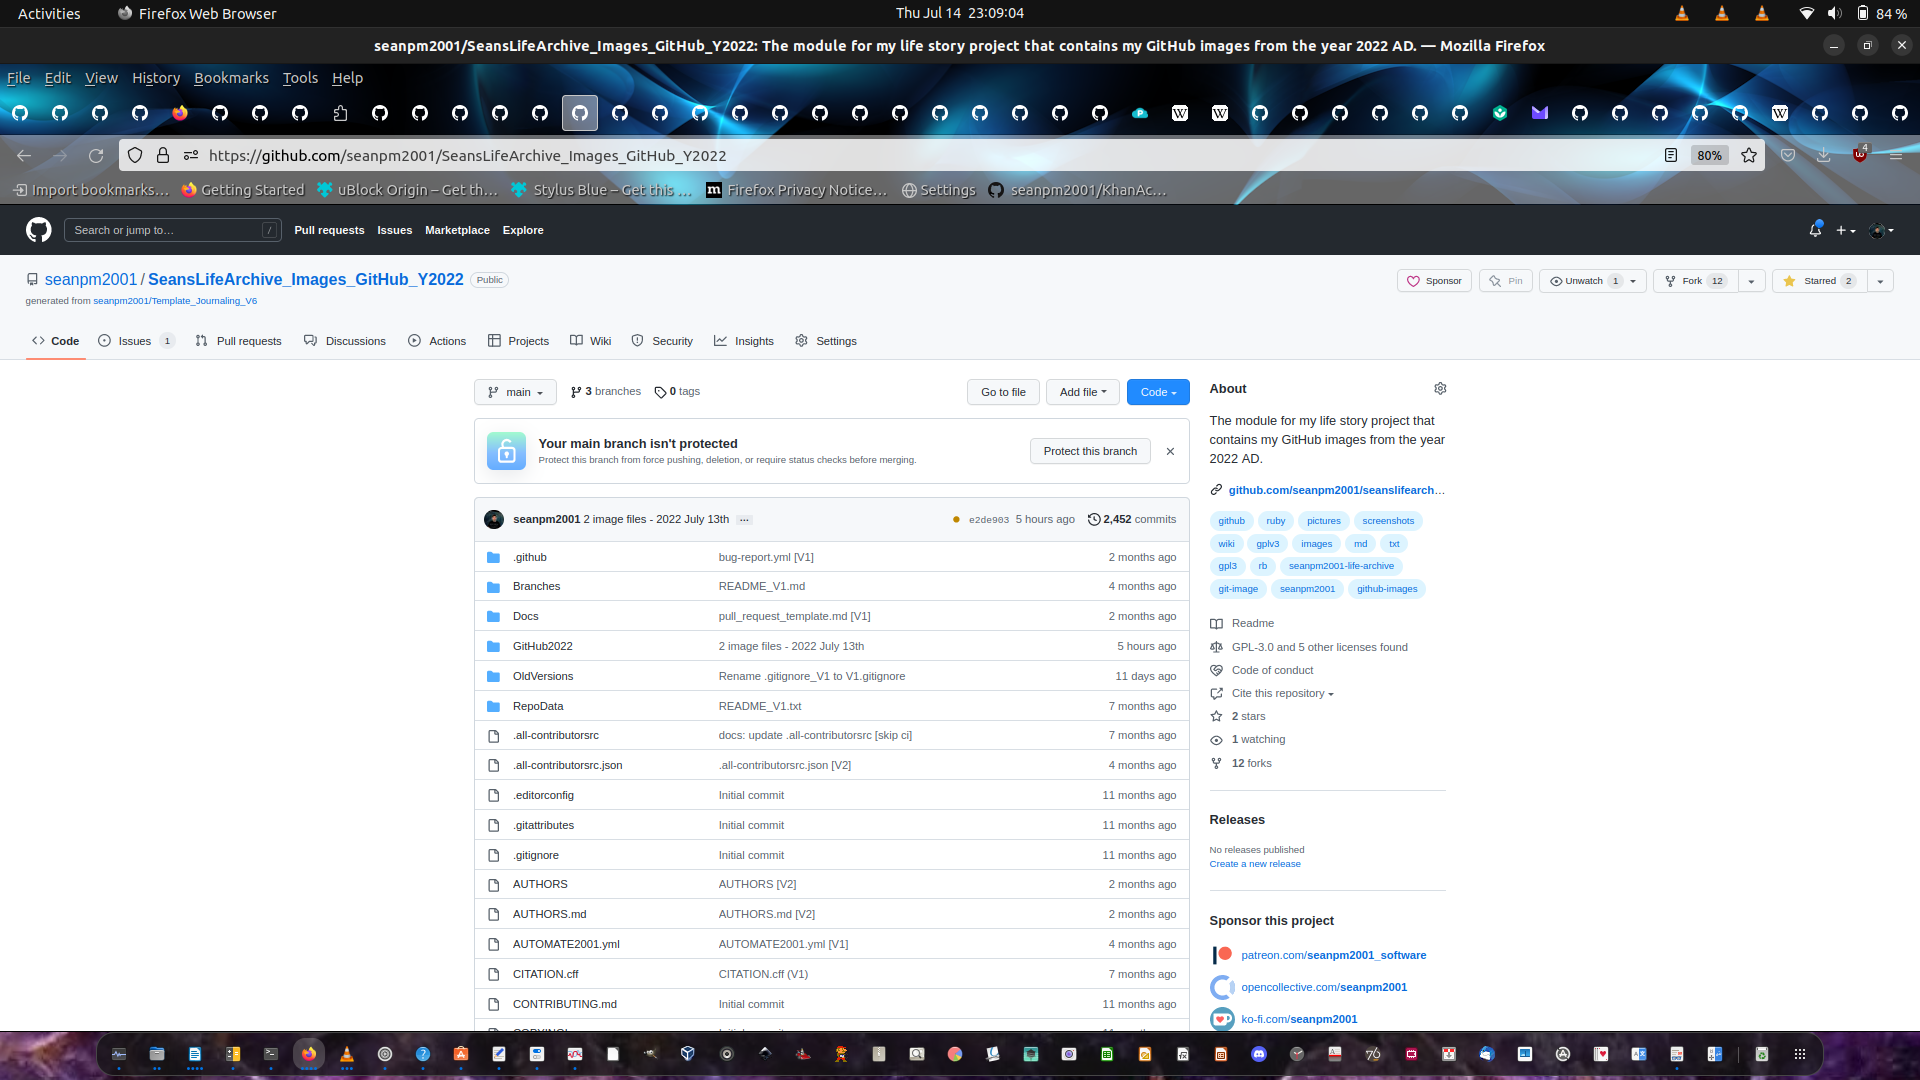 Activities Firefox Web Browser Thu Jul 14 23:09:04 84 %
seanpm2001/SeansLifeArchive_Images_GitHub_Y2022: The module for my life story project that contains my GitHub images from the year 2022 AD. — Mozilla Firefox
File Edit View History Bookmarks Tools Help
https://github.com/seanpm2001/SeansLifeArchive_Images_GitHub_Y2022 80% 4
Import bookmarks… Getting Started uBlock Origin – Get th… Stylus Blue – Get this … Firefox Privacy Notice… Settings seanpm2001/KhanAc…
Search or jump to… / Pull requests Issues Marketplace Explore
seanpm2001 / SeansLifeArchive_Images_GitHub_Y2022 Public Sponsor Pin Unwatch 1 Fork 12 Starred 2
generated from seanpm2001/Template_Journaling_V6
Code Issues 1 Pull requests Discussions Actions Projects Wiki Security Insights Settings
main 3 branches 0 tags Go to file Add file Code
Your main branch isn't protected
Protect this branch from force pushing, deletion, or require status checks before merging.
Protect this branch
seanpm2001 2 image files - 2022 July 13th … e2de903 5 hours ago 2,452 commits
.github bug-report.yml [V1] 2 months ago
Branches README_V1.md 4 months ago
Docs pull_request_template.md [V1] 2 months ago
GitHub2022 2 image files - 2022 July 13th 5 hours ago
OldVersions Rename .gitignore_V1 to V1.gitignore 11 days ago
RepoData README_V1.txt 7 months ago
.all-contributorsrc docs: update .all-contributorsrc [skip ci] 7 months ago
.all-contributorsrc.json .all-contributorsrc.json [V2] 4 months ago
.editorconfig Initial commit 11 months ago
.gitattributes Initial commit 11 months ago
.gitignore Initial commit 11 months ago
AUTHORS AUTHORS [V2] 2 months ago
AUTHORS.md AUTHORS.md [V2] 2 months ago
AUTOMATE2001.yml AUTOMATE2001.yml [V1] 4 months ago
CITATION.cff CITATION.cff (V1) 7 months ago
CONTRIBUTING.md Initial commit 11 months ago
About
The module for my life story project that
contains my GitHub images from the year
2022 AD.
github.com/seanpm2001/seanslifearch…
github ruby pictures screenshots
wiki gplv3 images md txt
gpl3 rb seanpm2001-life-archive
git-image seanpm2001 github-images
Readme
GPL-3.0 and 5 other licenses found
Code of conduct
Cite this repository
2 stars
1 watching
12 forks
Releases
No releases published
Create a new release
Sponsor this project
patreon.com/seanpm2001_software
opencollective.com/seanpm2001
ko-fi.com/seanpm2001